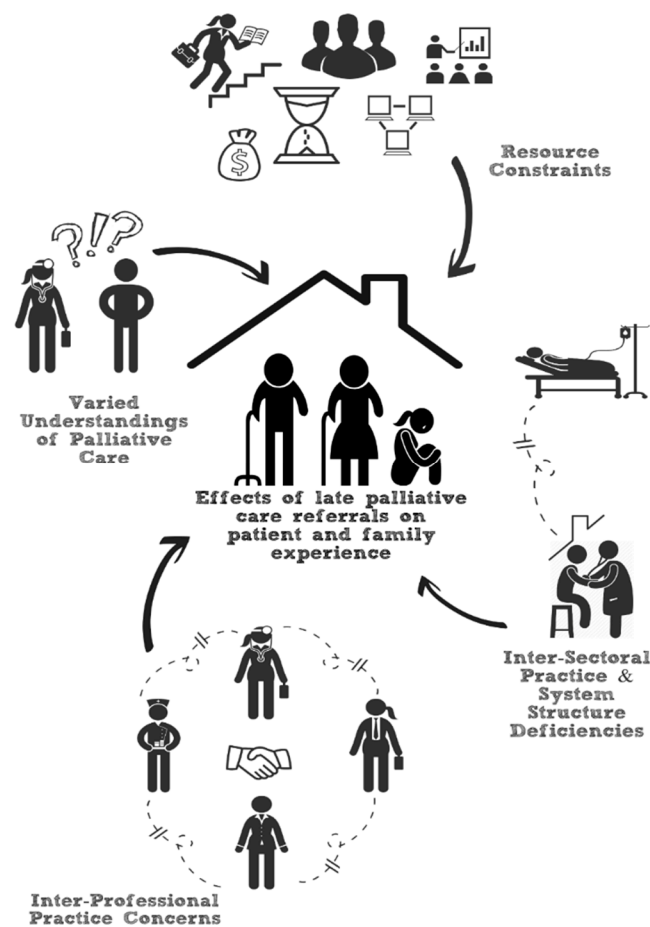 Resource
Constraints
?!?
$
Varied
Understandings
of Palliative
Care
Effects of late palliative
care referrals on
patient and family
experience
Inter-Sectoral
Practice &
System
Structure
Deficiencies
Inter-Professional
Practice Concerns